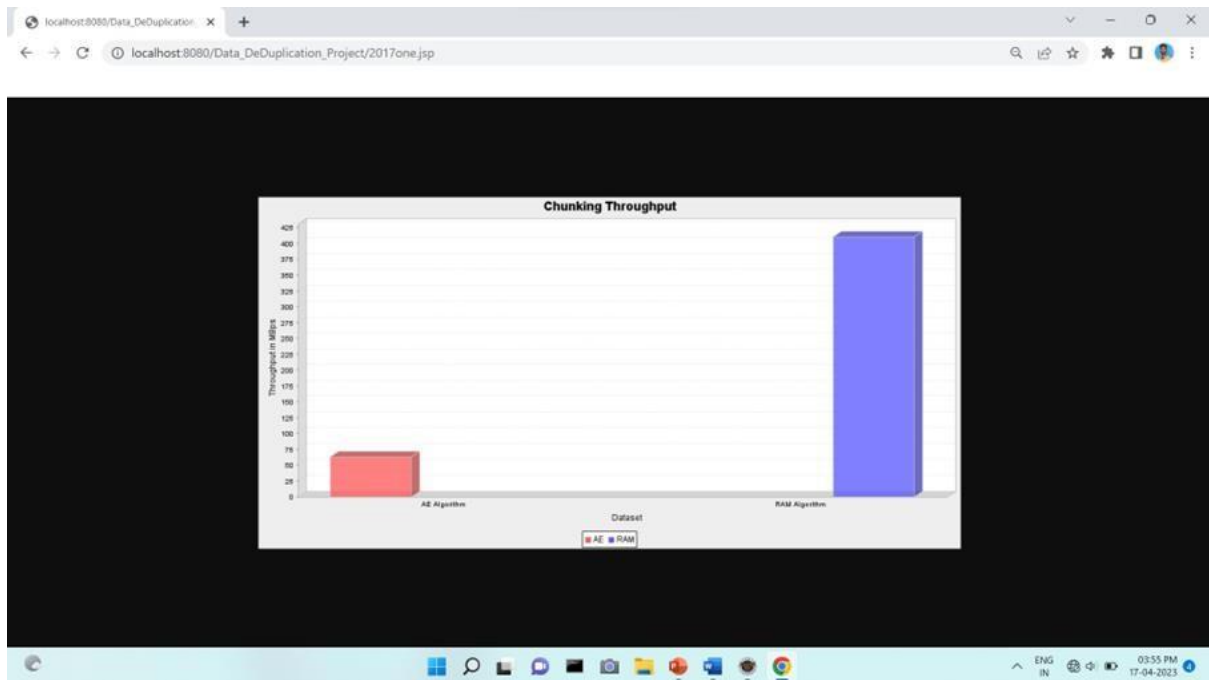 localhost:8080/Data_DeDuplication
localhost:8080/Data_DeDuplication_Project/2017one.jsp
Chunking Throughput
425
400
375
350
325
300
275
250
225
200
175
150
125
100
75
50
25
0
Throughput in MBps
AE Algorithm
RAM Algorithm
Dataset
AE RAM
ENG
IN
03:55 PM
17-04-2023
4